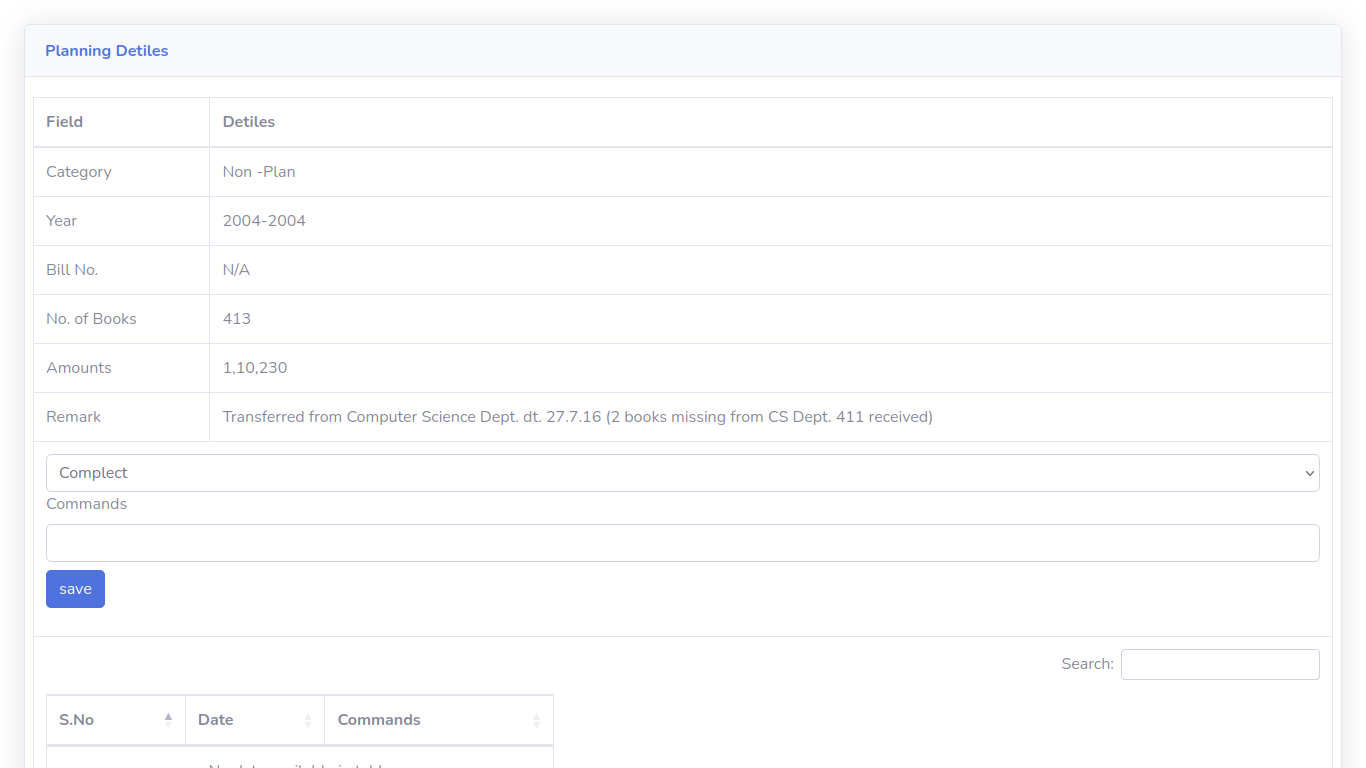 Planning Detiles
Field Detiles
Category Non -Plan
Year 2004-2004
Bill No. N/A
No. of Books 413
Amounts 1,10,230
Remark Transferred from Computer Science Dept. dt. 27.7.16 (2 books missing from CS Dept. 411 received)
Complect
Commands
save
Search:
S.No Date Commands